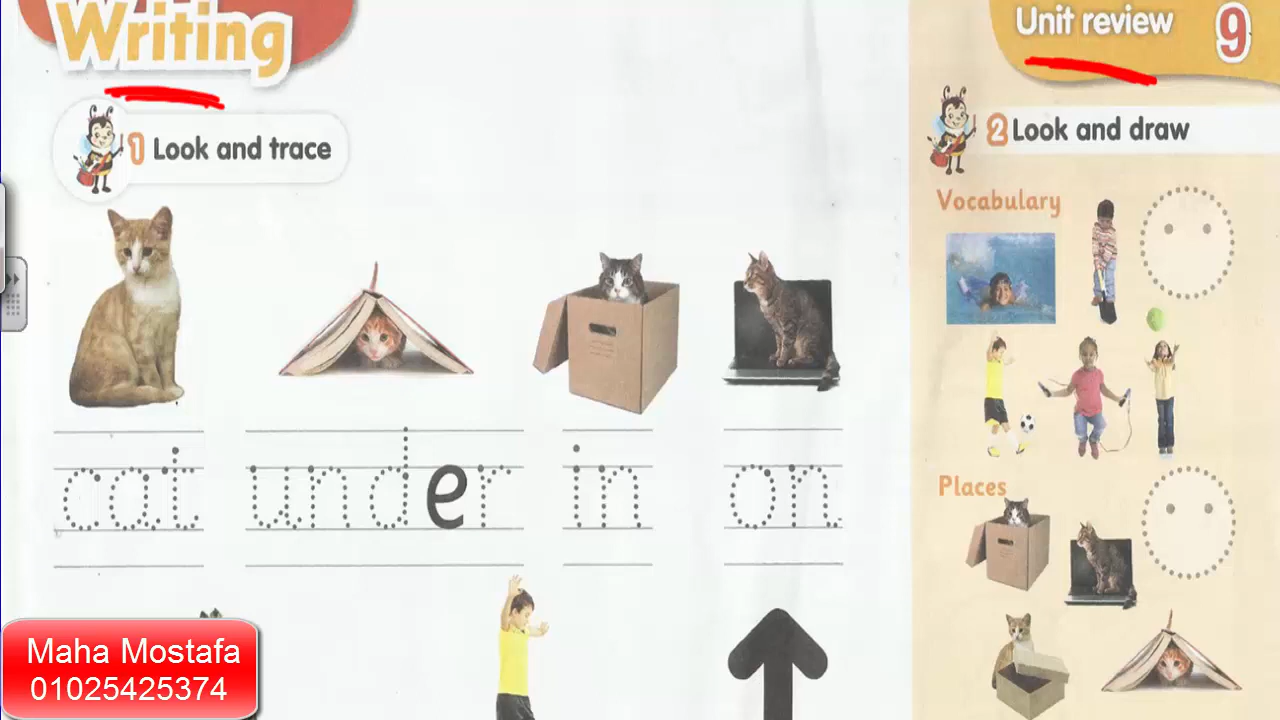 Writing
1 Look and trace
cat under in on
Unit review 9
2 Look and draw
Vocabulary
Places
Maha Mostafa
01025425374